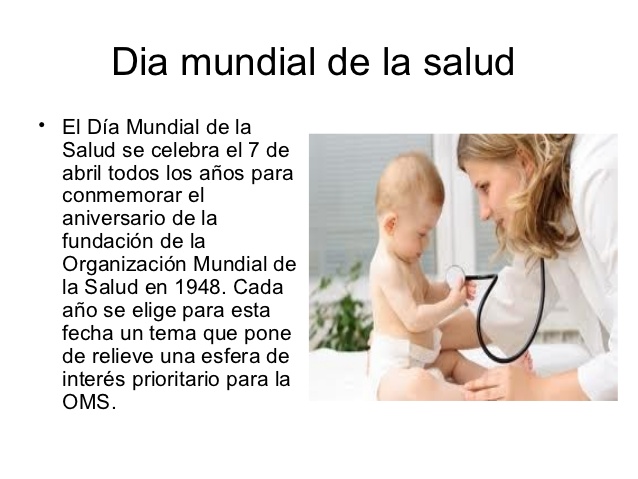 Dia mundial de la salud
• El Día Mundial de la
Salud se celebra el 7 de
abril todos los años para
conmemorar el
aniversario de la
fundación de la
Organización Mundial de
la Salud en 1948. Cada
año se elige para esta
fecha un tema que pone
de relieve una esfera de
interés prioritario para la
OMS.